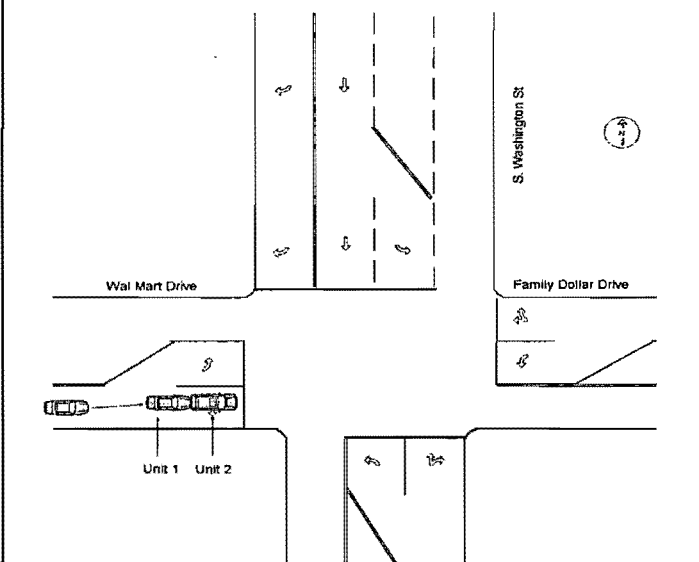 S. Washington St
N
Wal Mart Drive
Family Dollar Drive
Unit 1
Unit 2